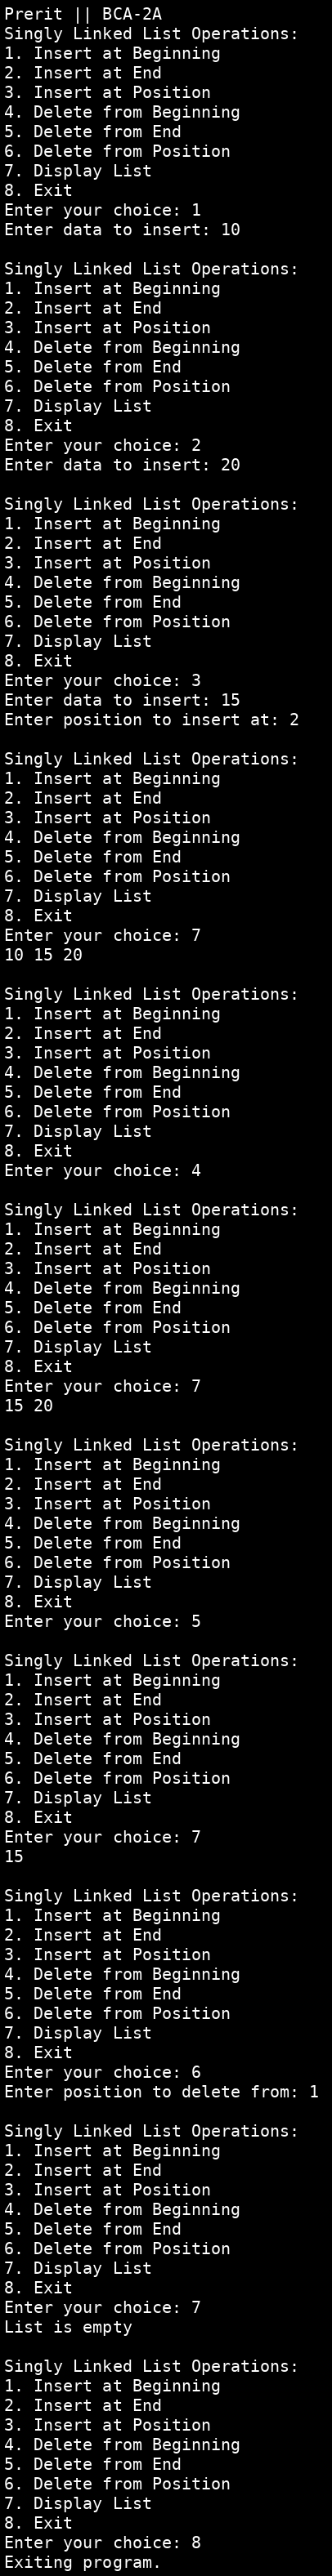 Prerit || BCA-2A
Singly Linked List Operations:
1. Insert at Beginning
2. Insert at End
3. Insert at Position
4. Delete from Beginning
5. Delete from End
6. Delete from Position
7. Display List
8. Exit
Enter your choice: 1
Enter data to insert: 10

Singly Linked List Operations:
1. Insert at Beginning
2. Insert at End
3. Insert at Position
4. Delete from Beginning
5. Delete from End
6. Delete from Position
7. Display List
8. Exit
Enter your choice: 2
Enter data to insert: 20

Singly Linked List Operations:
1. Insert at Beginning
2. Insert at End
3. Insert at Position
4. Delete from Beginning
5. Delete from End
6. Delete from Position
7. Display List
8. Exit
Enter your choice: 3
Enter data to insert: 15
Enter position to insert at: 2

Singly Linked List Operations:
1. Insert at Beginning
2. Insert at End
3. Insert at Position
4. Delete from Beginning
5. Delete from End
6. Delete from Position
7. Display List
8. Exit
Enter your choice: 7
10 15 20

Singly Linked List Operations:
1. Insert at Beginning
2. Insert at End
3. Insert at Position
4. Delete from Beginning
5. Delete from End
6. Delete from Position
7. Display List
8. Exit
Enter your choice: 4

Singly Linked List Operations:
1. Insert at Beginning
2. Insert at End
3. Insert at Position
4. Delete from Beginning
5. Delete from End
6. Delete from Position
7. Display List
8. Exit
Enter your choice: 7
15 20

Singly Linked List Operations:
1. Insert at Beginning
2. Insert at End
3. Insert at Position
4. Delete from Beginning
5. Delete from End
6. Delete from Position
7. Display List
8. Exit
Enter your choice: 5

Singly Linked List Operations:
1. Insert at Beginning
2. Insert at End
3. Insert at Position
4. Delete from Beginning
5. Delete from End
6. Delete from Position
7. Display List
8. Exit
Enter your choice: 7
15

Singly Linked List Operations:
1. Insert at Beginning
2. Insert at End
3. Insert at Position
4. Delete from Beginning
5. Delete from End
6. Delete from Position
7. Display List
8. Exit
Enter your choice: 6
Enter position to delete from: 1

Singly Linked List Operations:
1. Insert at Beginning
2. Insert at End
3. Insert at Position
4. Delete from Beginning
5. Delete from End
6. Delete from Position
7. Display List
8. Exit
Enter your choice: 7
List is empty

Singly Linked List Operations:
1. Insert at Beginning
2. Insert at End
3. Insert at Position
4. Delete from Beginning
5. Delete from End
6. Delete from Position
7. Display List
8. Exit
Enter your choice: 8
Exiting program.